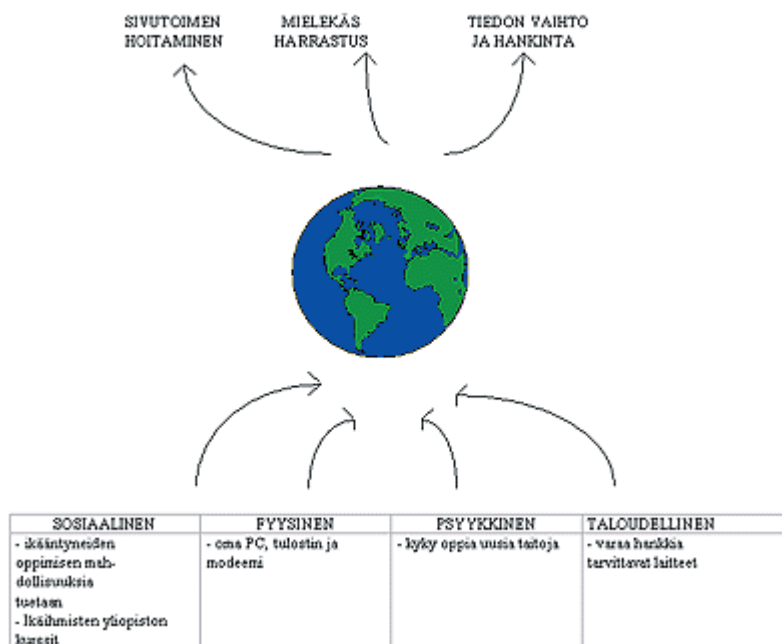 SIVUTOIMEN
HOITAMINEN
MIELEKÄS
HARRASTUS
TIEDON VAIHTO
JA HANKINTA
SOSIAALINEN
- ikääntyneiden
oppimisen mah-
dollisuuksia
tuetaan
- Ikäihmisten yliopiston
kurssit
FYYSINEN
- oma PC, tulostin ja
modeemi
PSYYKKINEN
- kyky oppia uusia taitoja
TALOUDELLINEN
- varaa hankkia
tarvittavat laitteet